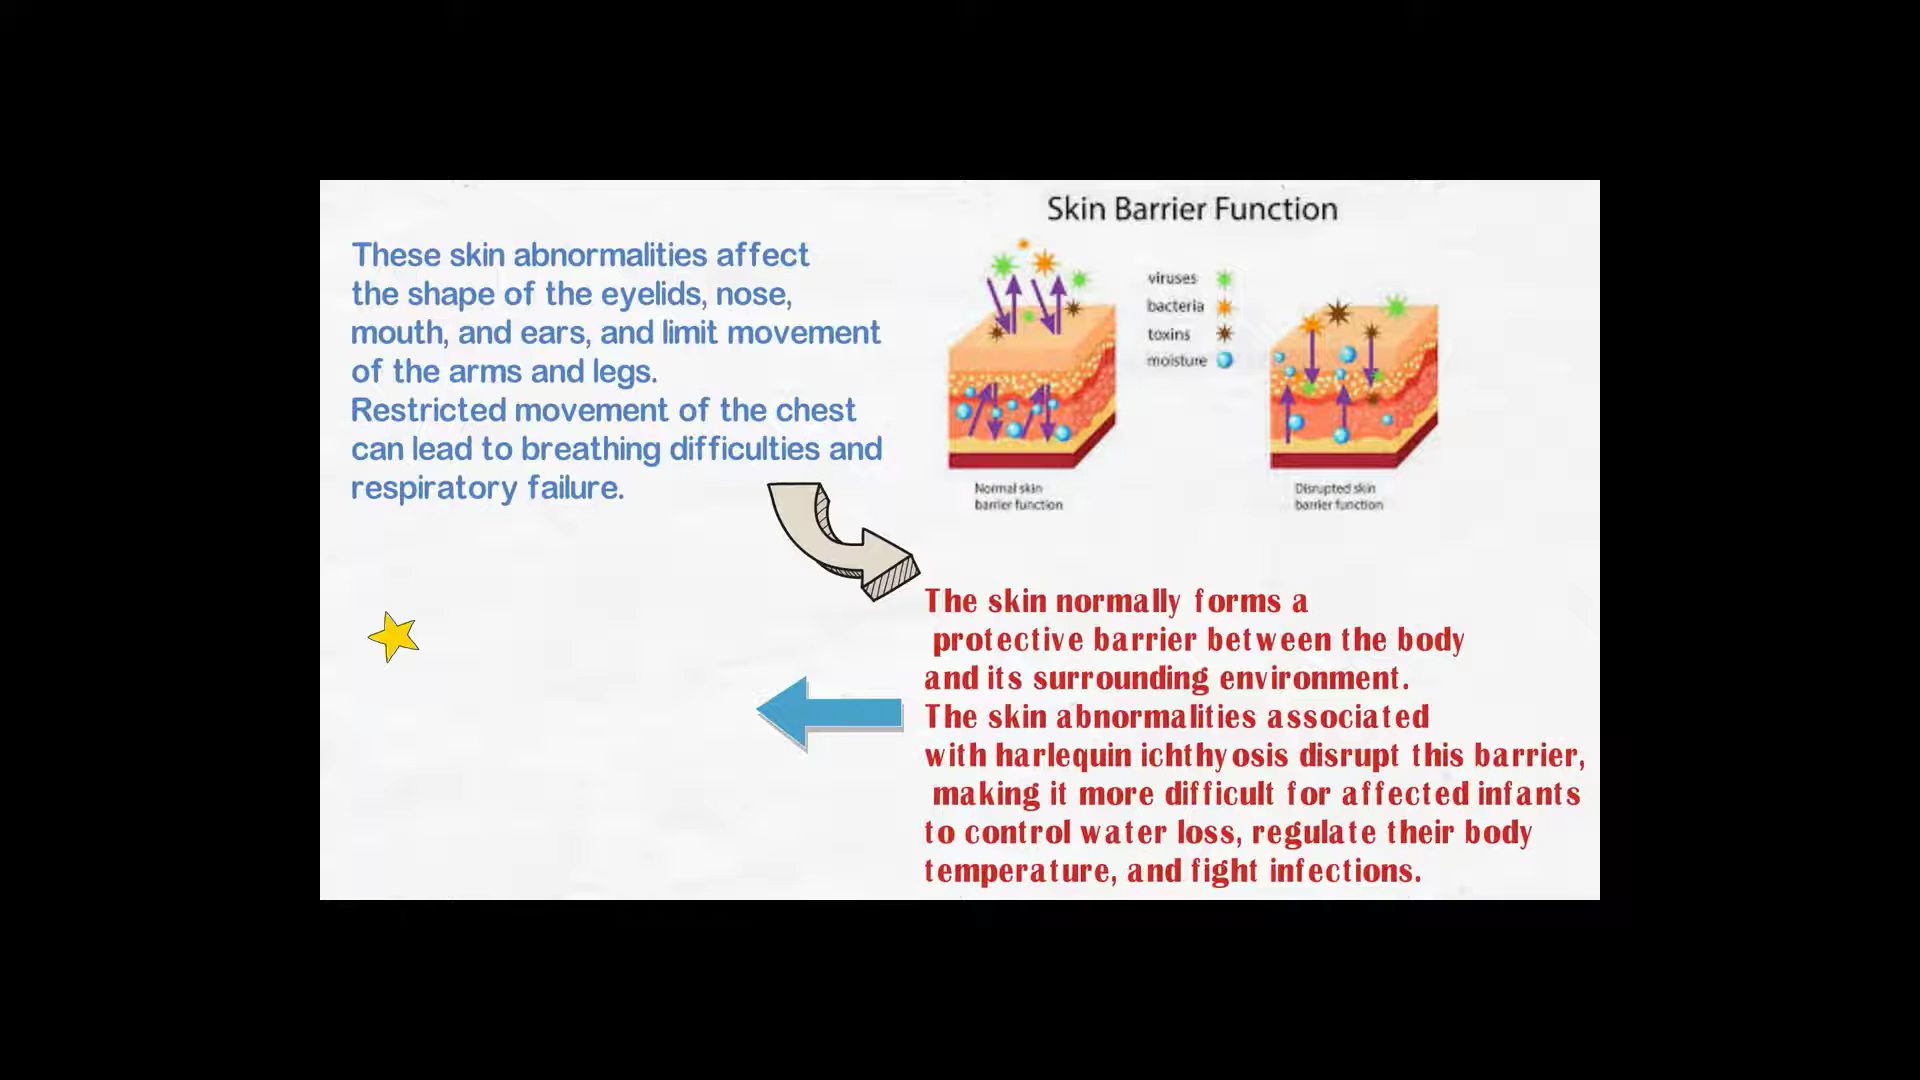 Skin Barrier Function
These skin abnormalities affect
the shape of the eyelids, nose,
mouth, and ears, and limit movement
of the arms and legs.
Restricted movement of the chest
can lead to breathing difficulties and
respiratory failure.
viruses
bacteria
toxins
moisture
Normal skin
barrier function
Disrupted skin
barrier function
The skin normally forms a
protective barrier between the body
and its surrounding environment.
The skin abnormalities associated
with harlequin ichthyosis disrupt this barrier,
making it more difficult for affected infants
to control water loss, regulate their body
temperature, and fight infections.